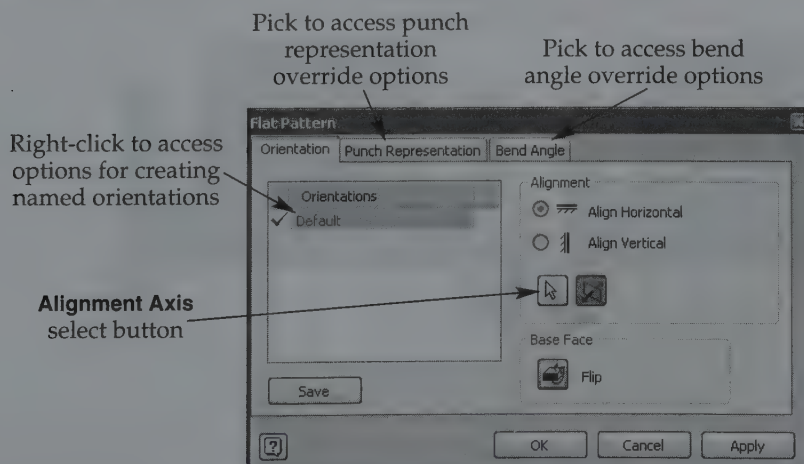 Pick to access punch
representation
override options
Pick to access bend
angle override options
Right-click to access
options for creating
named orientations
Alignment Axis
select button
Flat Pattern
Orientation
Punch Representation
Bend Angle
Orientations
Default
Save
Alignment
Align Horizontal
Align Vertical
Base Face
Flip
?
OK
Cancel
Apply